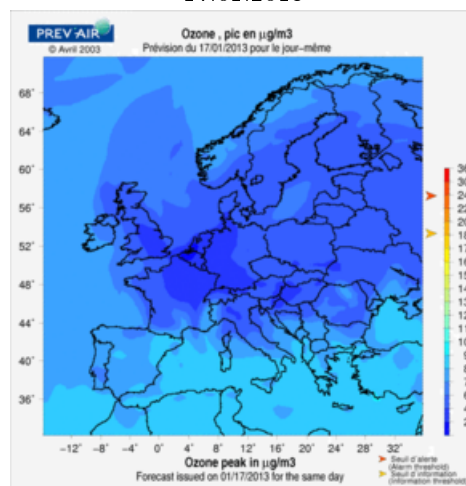 PREV'AIR
© Avril 2003
Ozone , pic en µg/m3
Prévision du 17/01/2013 pour le jour−même
68°
64°
60°
56°
52°
48°
44°
40°
36°
−12° −8° −4° 0° 4° 8° 12° 16° 20° 24° 28° 32°
Ozone peak in µg/m3
Forecast issued on 01/17/2013 for the same day
Seuil d'alerte
(Alarm threshold)
Seuil d'information
(Information threshold)